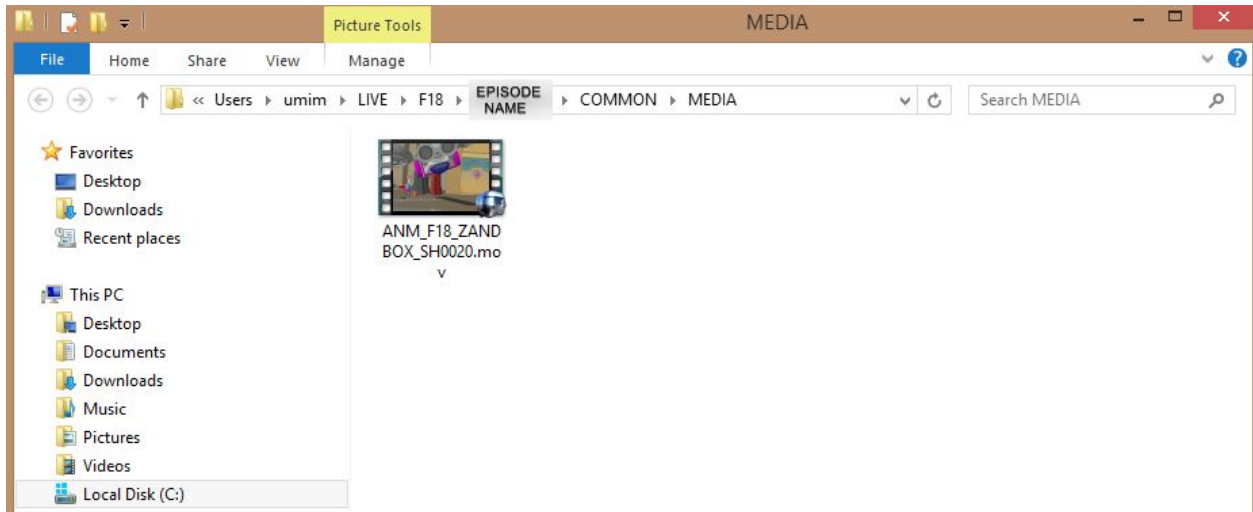 Picture Tools
MEDIA
File Home Share View Manage
« Users umim LIVE F18 EPISODE NAME COMMON MEDIA
Search MEDIA
Favorites
Desktop
Downloads
Recent places
This PC
Desktop
Documents
Downloads
Music
Pictures
Videos
Local Disk (C:)
ANM_F18_ZAND
BOX_SH0020.mo
v